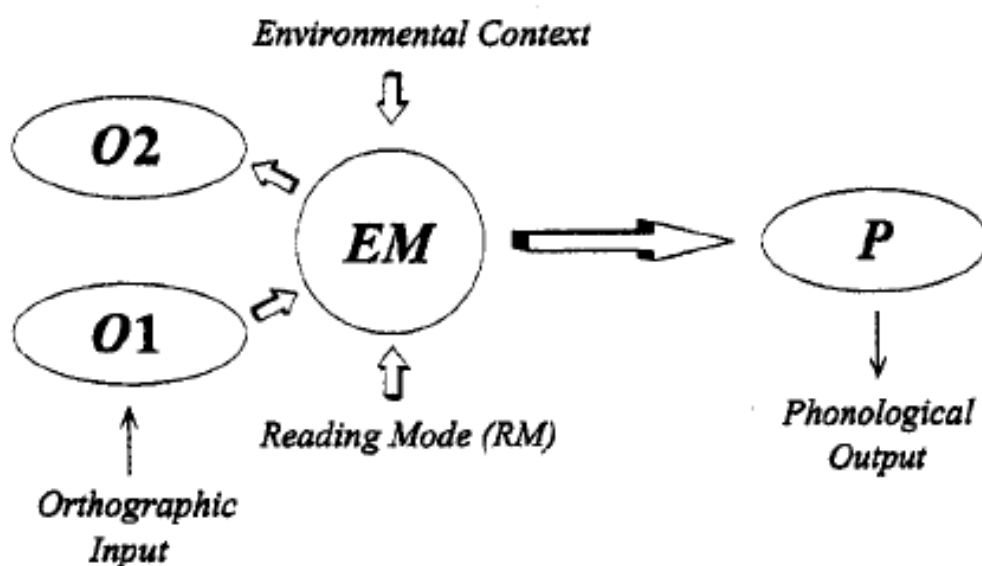 Environmental Context
O2
EM
P
O1
Reading Mode (RM)
Phonological
Output
Orthographic
Input